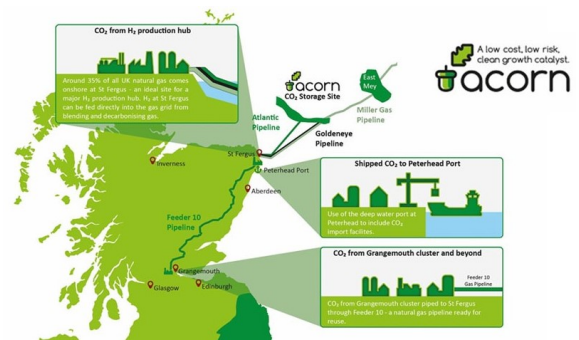 CO₂ from H₂ production hub
Around 35% of all UK natural gas comes
onshore at St Fergus - an ideal site for a
major H₂ production hub. H₂ at St Fergus
can be fed directly into the gas grid from
blending and decarbonising gas.
acorn
CO₂ Storage Site
East
Mey
Miller Gas
Pipeline
A low cost, low risk,
clean growth catalyst.
acorn
Atlantic
Pipeline
Goldeneye
Pipeline
St Fergus
Peterhead Port
Inverness
Aberdeen
Shipped CO₂ to Peterhead Port
Use of the deep water port at
Peterhead to include CO₂
import facilites.
Feeder 10
Pipeline
CO₂ from Grangemouth cluster and beyond
Feeder 10
Gas Pipeline
CO₂ from Grangemouth cluster piped to St Fergus
through Feeder 10 - a natural gas pipeline ready for
reuse.
Grangemouth
Glasgow
Edinburgh